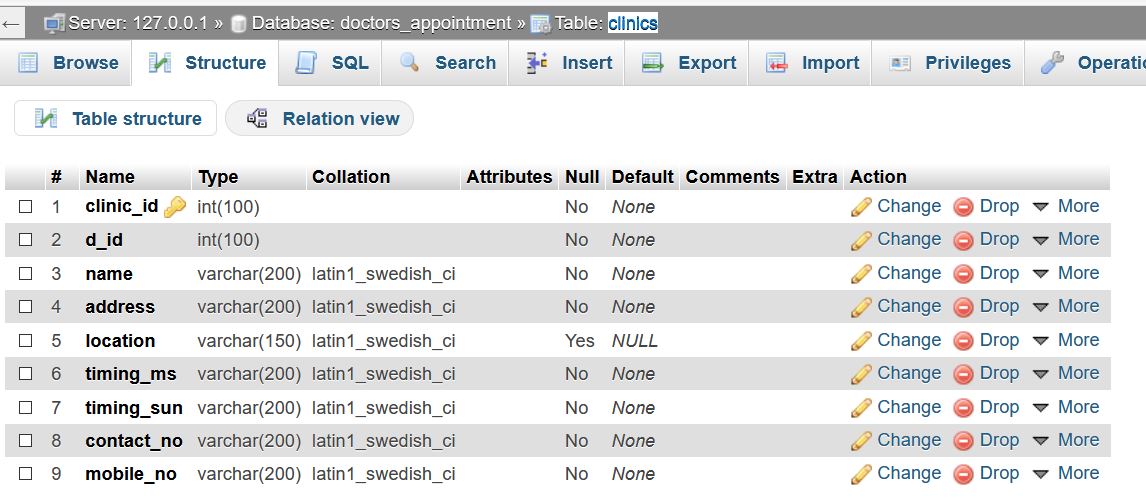 ← Server: 127.0.0.1 » Database: doctors_appointment » Table: clinics
Browse Structure SQL Search Insert Export Import Privileges Operatio
Table structure Relation view
# Name Type Collation Attributes Null Default Comments Extra Action
1 clinic_id int(100) No None Change Drop More
2 d_id int(100) No None Change Drop More
3 name varchar(200) latin1_swedish_ci No None Change Drop More
4 address varchar(200) latin1_swedish_ci No None Change Drop More
5 location varchar(150) latin1_swedish_ci Yes NULL Change Drop More
6 timing_ms varchar(200) latin1_swedish_ci No None Change Drop More
7 timing_sun varchar(200) latin1_swedish_ci No None Change Drop More
8 contact_no varchar(200) latin1_swedish_ci No None Change Drop More
9 mobile_no varchar(200) latin1_swedish_ci No None Change Drop More